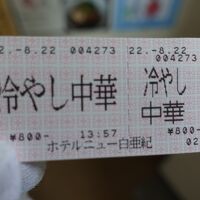 22.-8.22 004273 22.-8.22
冷やし中華 冷やし
中華
¥800- 13:57 ¥800-
ホテルニュー白亜紀